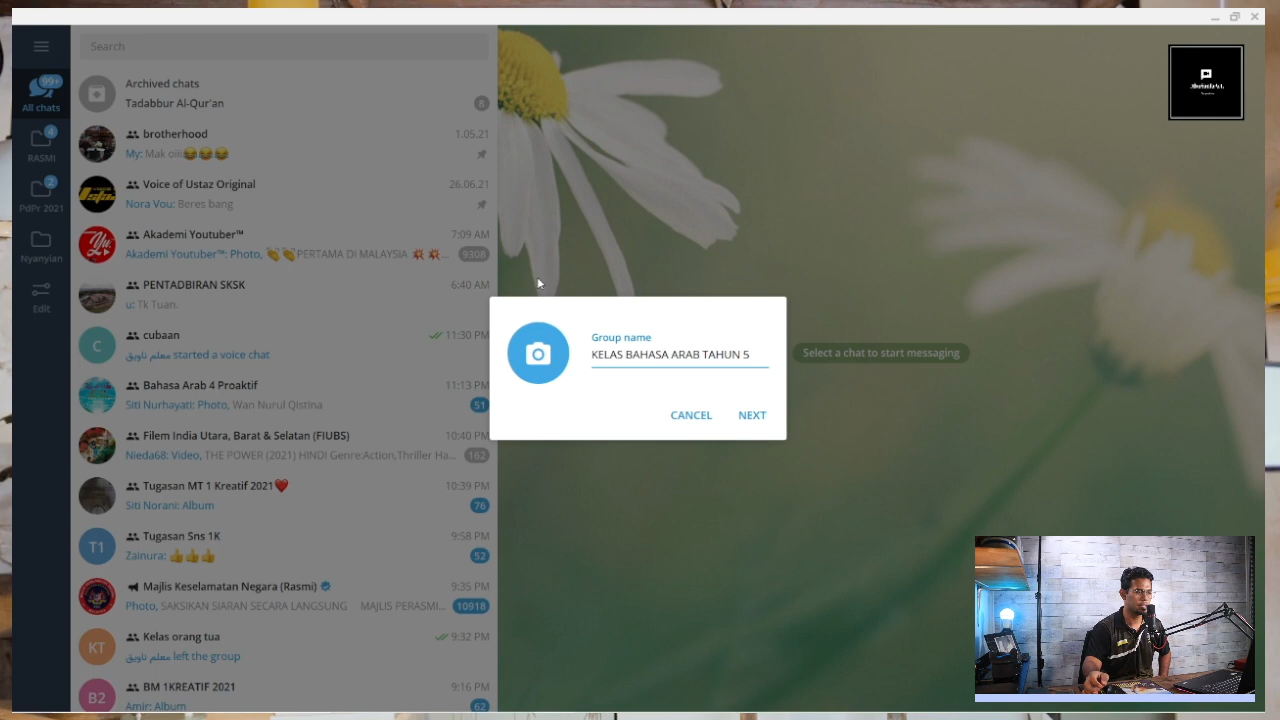 Search
99+
All chats
4
RASMI
2
PdPr 2021
Nyanyian
Edit
Archived chats
Tadabbur Al-Qur'an
8
brotherhood
1.05.21
My: Mak oiii😂😂😂
Voice of Ustaz Original
26.06.21
Nora Vou: Beres bang
Akademi Youtuber™
7:09 AM
Akademi Youtuber™: Photo, 👏👏PERTAMA DI MALAYSIA 💥 💥...
9308
PENTADBIRAN SKSK
6:40 AM
u: Tk Tuan.
C
cubaan
11:30 PM
معلم ناويق started a voice chat
Bahasa Arab 4 Proaktif
11:13 PM
Siti Nurhayati: Photo, Wan Nurul Qistina
51
Filem India Utara, Barat & Selatan (FIUBS)
10:40 PM
Nieda68: Video, THE POWER (2021) HINDI Genre:Action,Thriller Ha...
162
Tugasan MT 1 Kreatif 2021❤️
10:39 PM
Siti Norani: Album
76
T1
Tugasan Sns 1K
9:58 PM
Zainura: 👍👍👍
52
Majlis Keselamatan Negara (Rasmi)
9:35 PM
Photo, SAKSIKAN SIARAN SECARA LANGSUNG MAJLIS PERASMI...
10918
KT
Kelas orang tua
9:32 PM
معلم ناويق left the group
B2
BM 1KREATIF 2021
9:16 PM
Amir: Album
62
Group name
KELAS BAHASA ARAB TAHUN 5
CANCEL
NEXT
Select a chat to start messaging